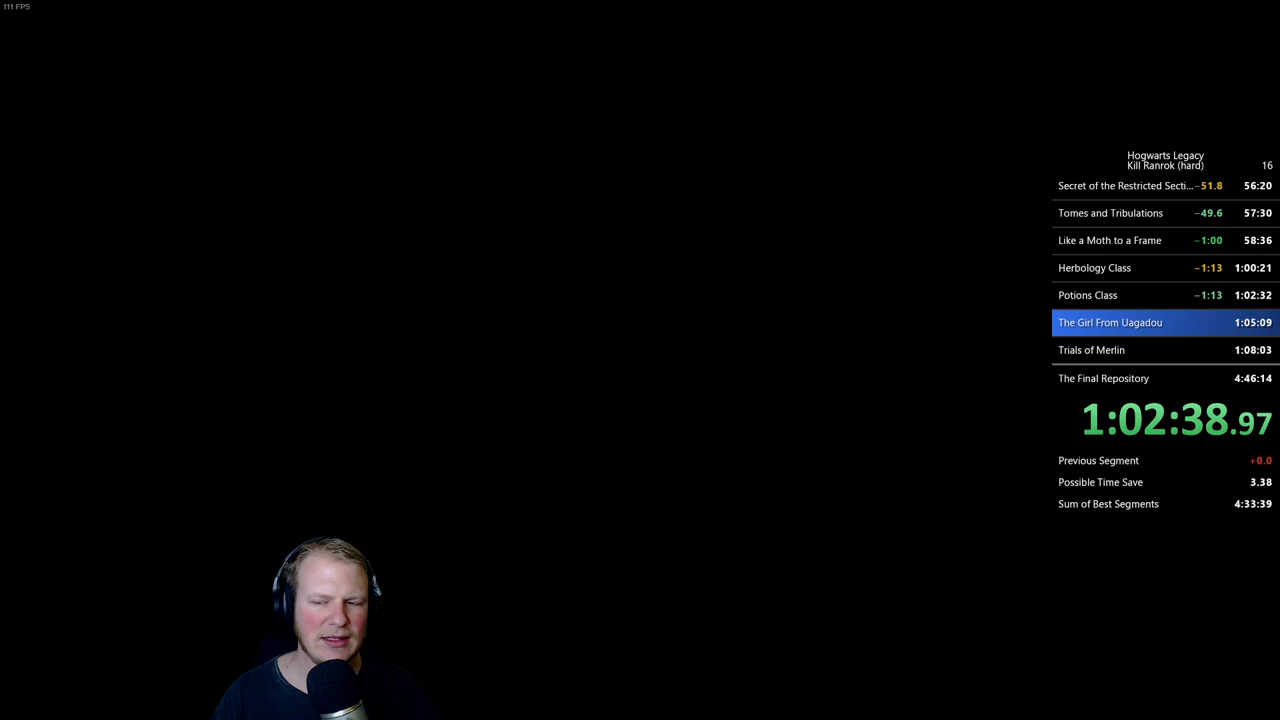 111 FPS
Hogwarts Legacy
Kill Ranrok (hard) 16
Secret of the Restricted Secti... −51.8 56:20
Tomes and Tribulations −49.6 57:30
Like a Moth to a Frame −1:00 58:36
Herbology Class −1:13 1:00:21
Potions Class −1:13 1:02:32
The Girl From Uagadou 1:05:09
Trials of Merlin 1:08:03
The Final Repository 4:46:14
1:02:38.97
Previous Segment +0.0
Possible Time Save 3.38
Sum of Best Segments 4:33:39